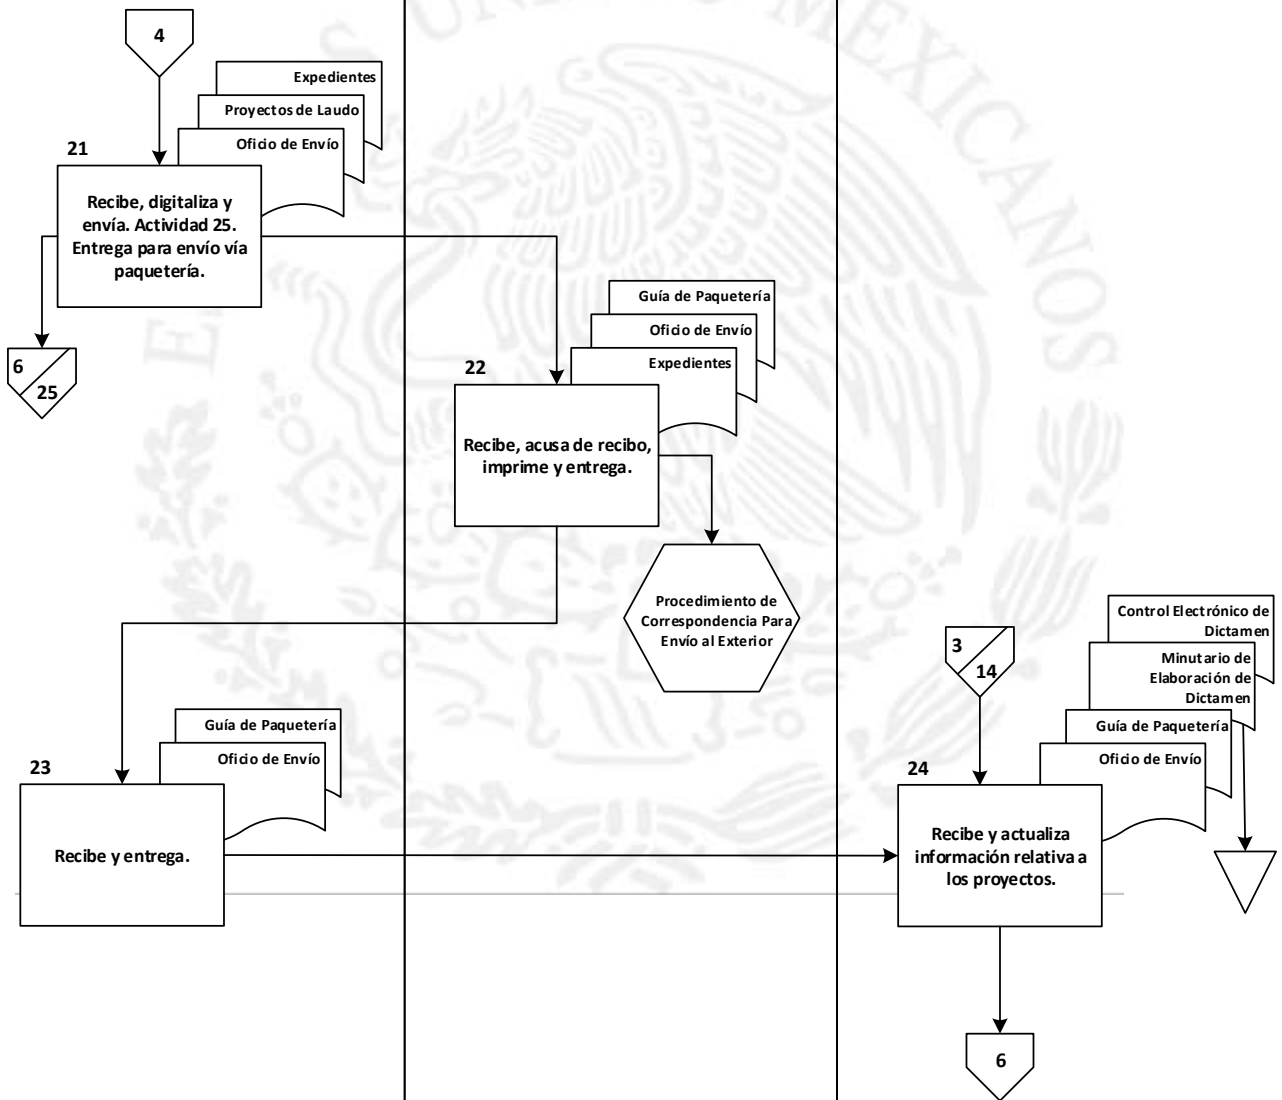 4
Expedientes
Proyectos de Laudo
Oficio de Envío
21
Recibe, digitaliza y
envía. Actividad 25.
Entrega para envío vía
paquetería.
6
25
Guía de Paquetería
Oficio de Envío
Expedientes
22
Recibe, acusa de recibo,
imprime y entrega.
Procedimiento de
Correspondencia Para
Envío al Exterior
3
14
Control Electrónico de
Dictamen
Minutario de
Elaboración de
Dictamen
Guía de Paquetería
Oficio de Envío
24
Recibe y actualiza
información relativa a
los proyectos.
Guía de Paquetería
Oficio de Envío
23
Recibe y entrega.
6
MEXICANOS